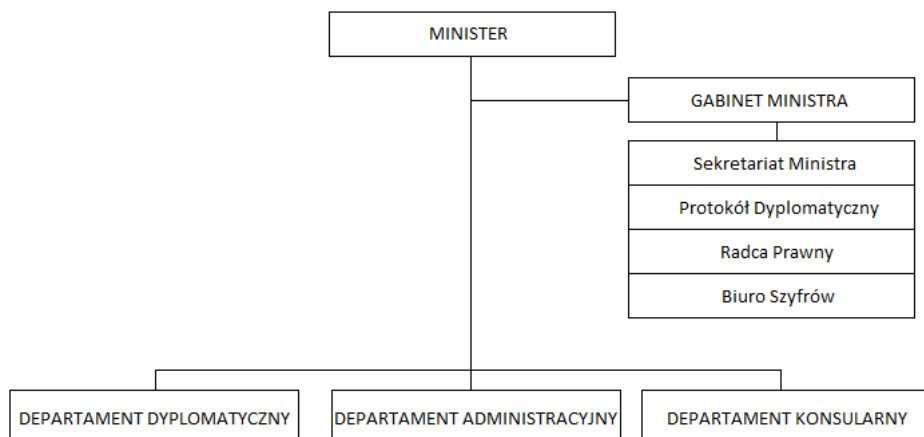 MINISTER
GABINET MINISTRA
Sekretariat Ministra
Protokół Dyplomatyczny
Radca Prawny
Biuro Szyfrów
DEPARTAMENT DYPLOMATYCZNY
DEPARTAMENT ADMINISTRACYJNY
DEPARTAMENT KONSULARNY